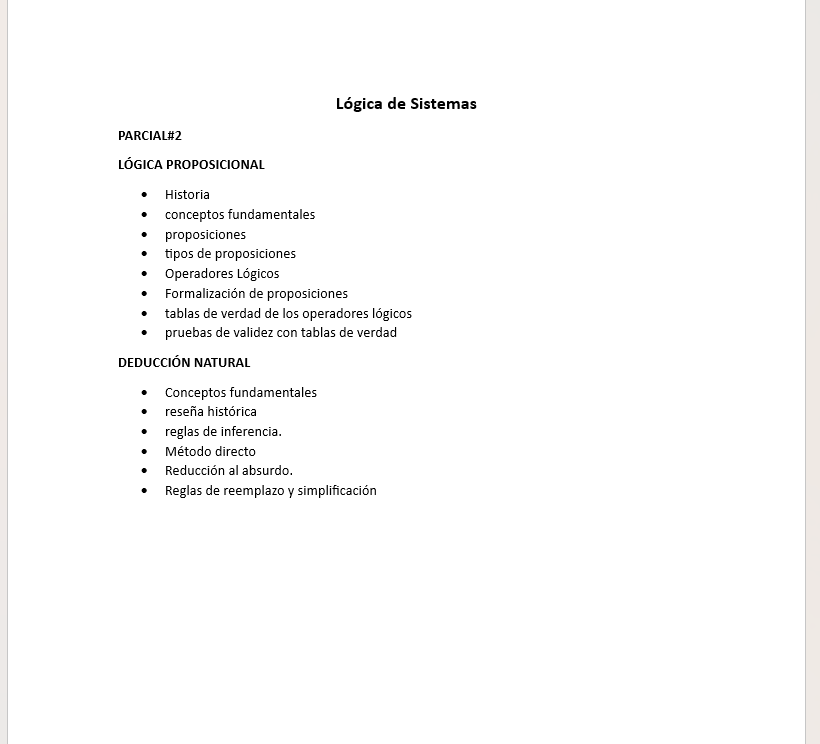 Lógica de Sistemas
PARCIAL#2
LÓGICA PROPOSICIONAL
• Historia
• conceptos fundamentales
• proposiciones
• tipos de proposiciones
• Operadores Lógicos
• Formalización de proposiciones
• tablas de verdad de los operadores lógicos
• pruebas de validez con tablas de verdad
DEDUCCIÓN NATURAL
• Conceptos fundamentales
• reseña histórica
• reglas de inferencia.
• Método directo
• Reducción al absurdo.
• Reglas de reemplazo y simplificación